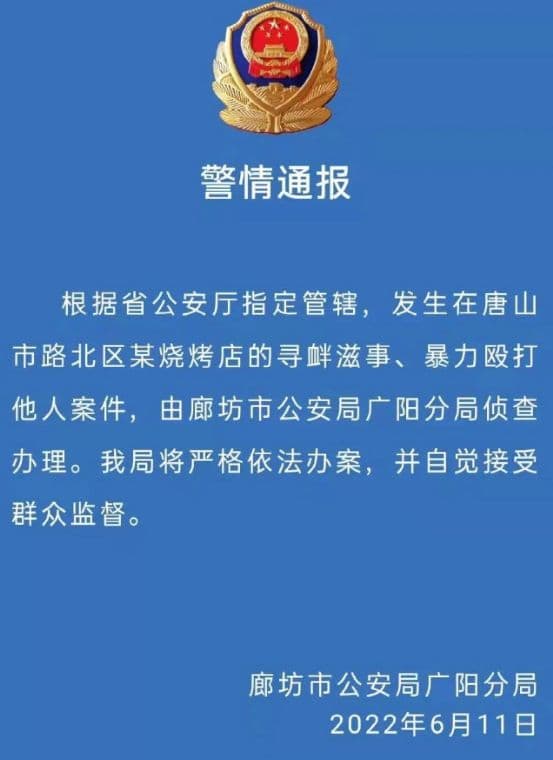 警情通报
根据省公安厅指定管辖，发生在唐山
市路北区某烧烤店的寻衅滋事、暴力殴打
他人案件，由廊坊市公安局广阳分局侦查
办理。我局将严格依法办案，并自觉接受
群众监督。
廊坊市公安局广阳分局
2022年6月11日